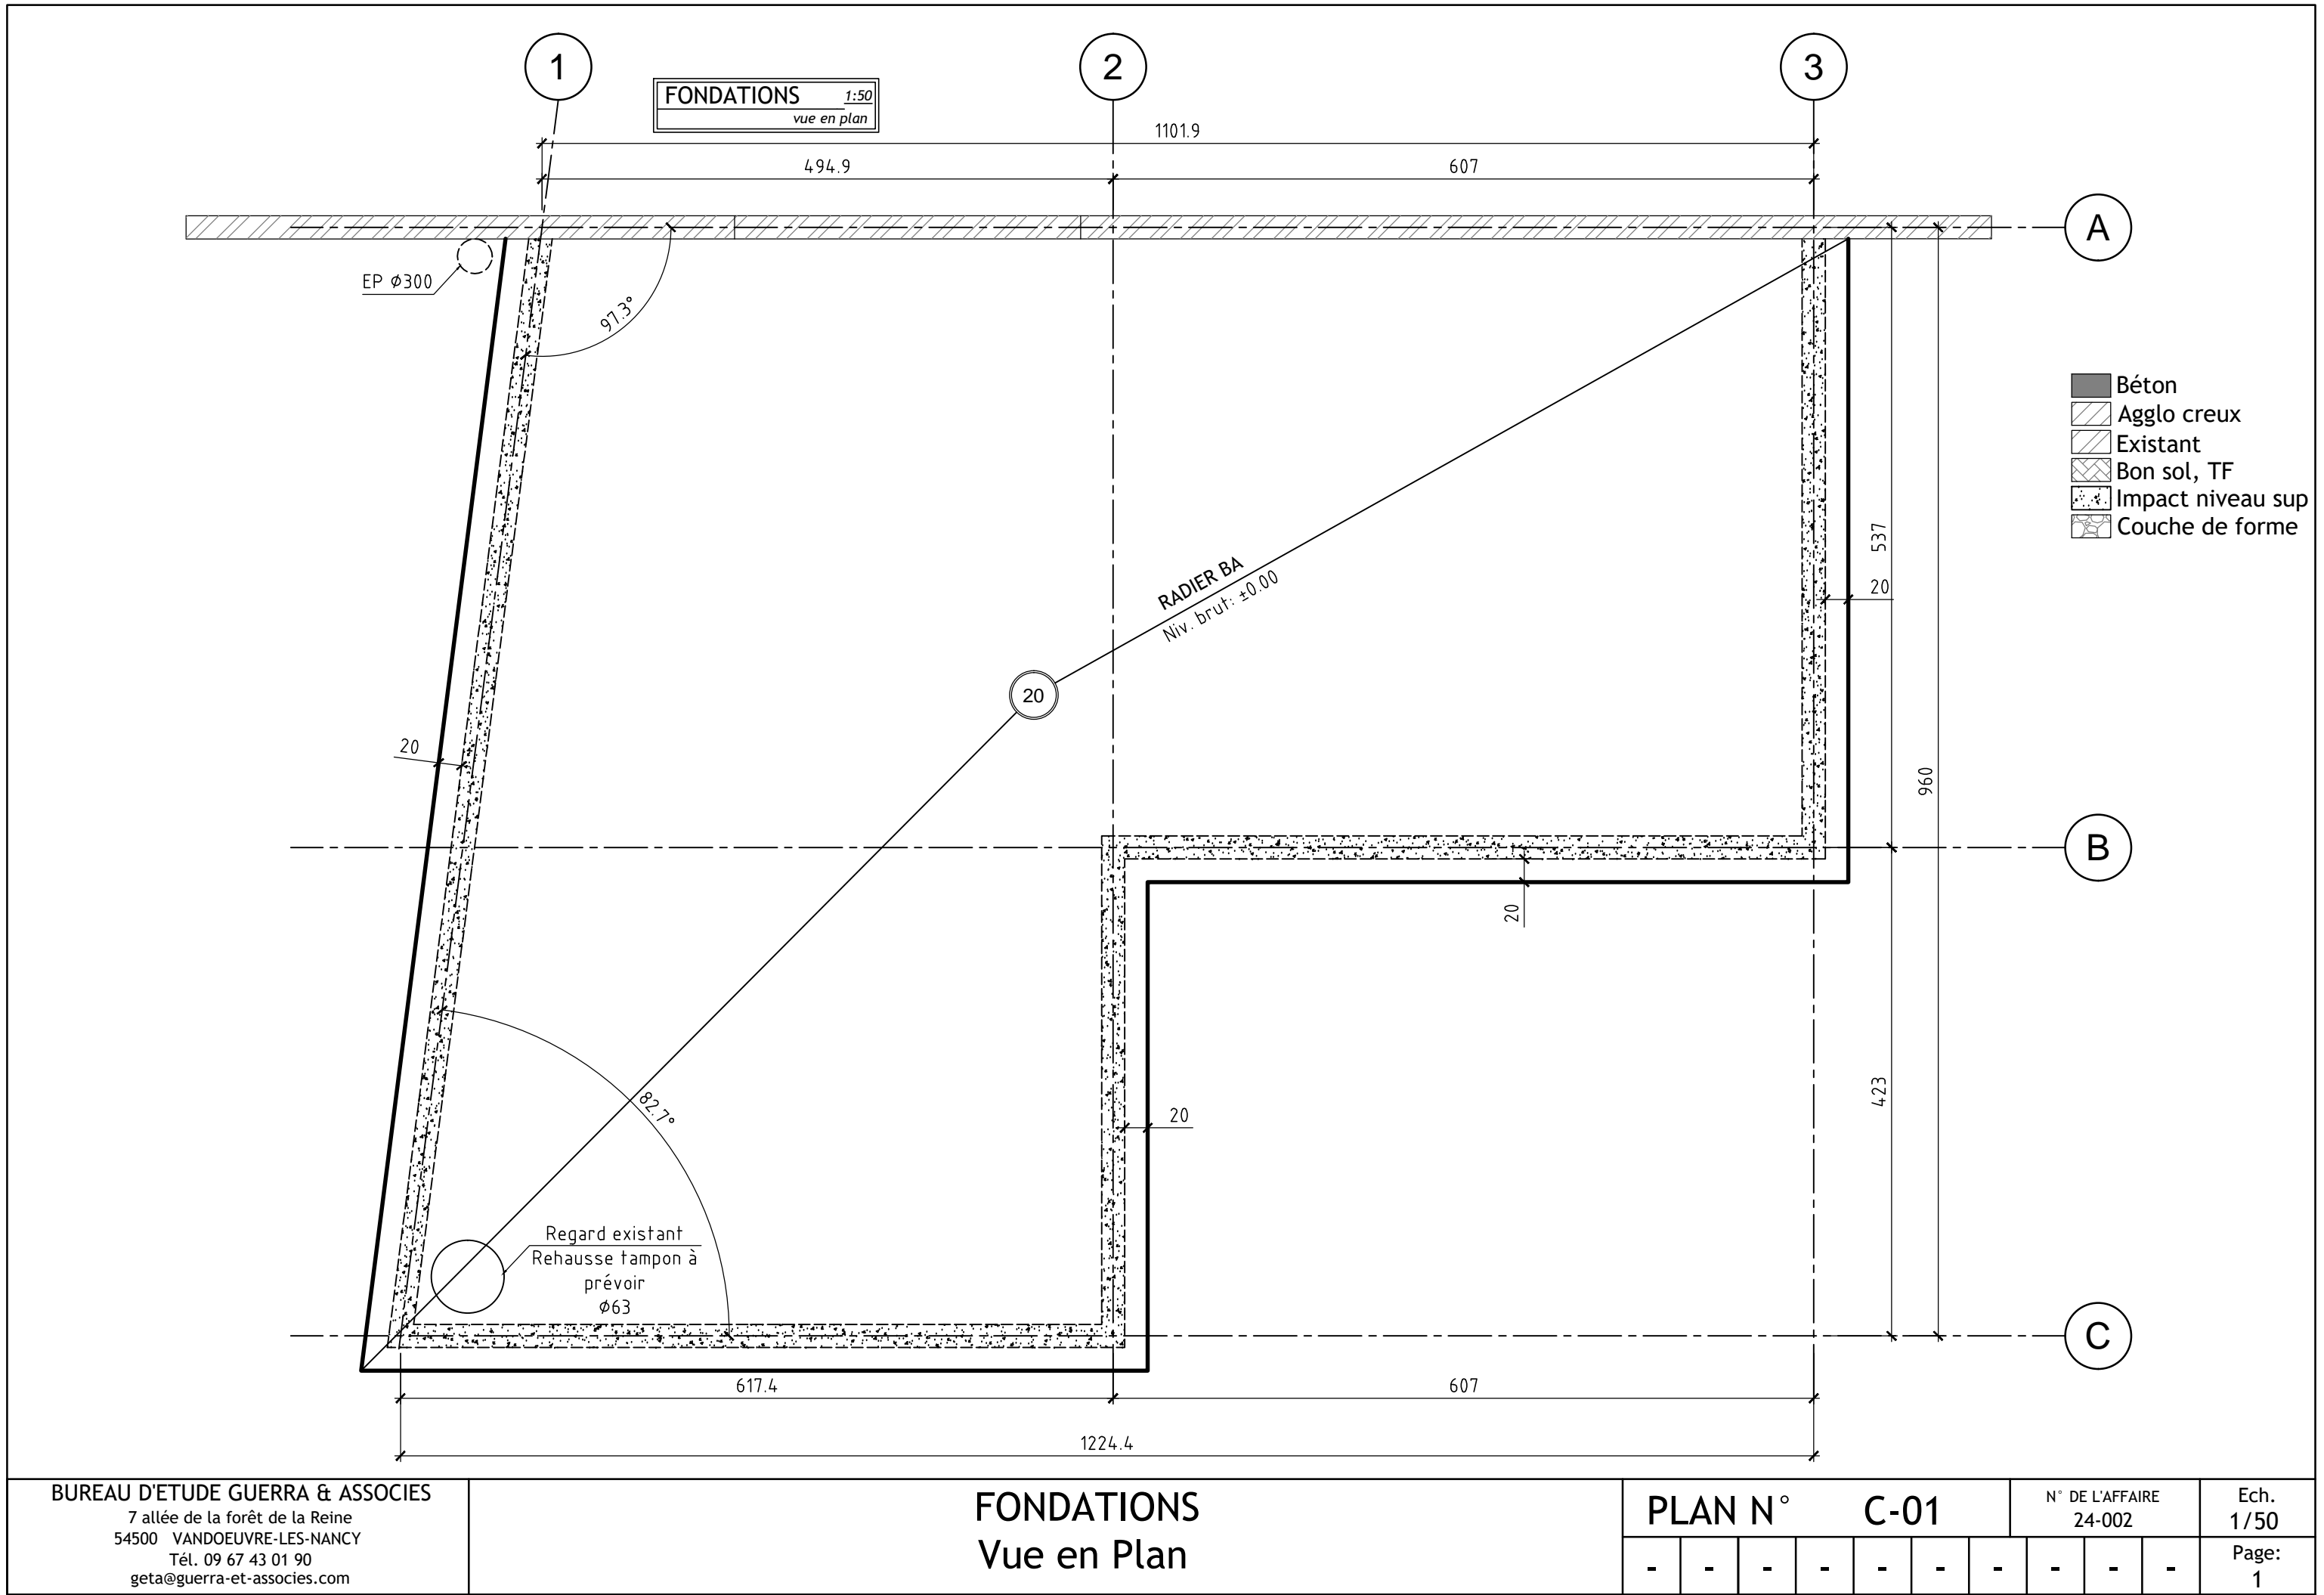 1
2
3
FONDATIONS 1:50
vue en plan
1101.9
494.9
607
A
EP Ø300
97.3°
Béton
Agglo creux
Existant
Bon sol, TF
Impact niveau sup
Couche de forme
537
20
RADIER BA
Niv. brut: ±0.00
20
20
960
B
20
423
82.7°
20
Regard existant
Rehausse tampon à
prévoir
Ø63
C
617.4
607
1224.4
BUREAU D'ETUDE GUERRA & ASSOCIES
7 allée de la forêt de la Reine
54500 VANDOEUVRE-LES-NANCY
Tél. 09 67 43 01 90
geta@guerra-et-associes.com
FONDATIONS
Vue en Plan
PLAN N° C-01
N° DE L'AFFAIRE
24-002
Ech.
1/50
- - - - - - - - - -
Page:
1